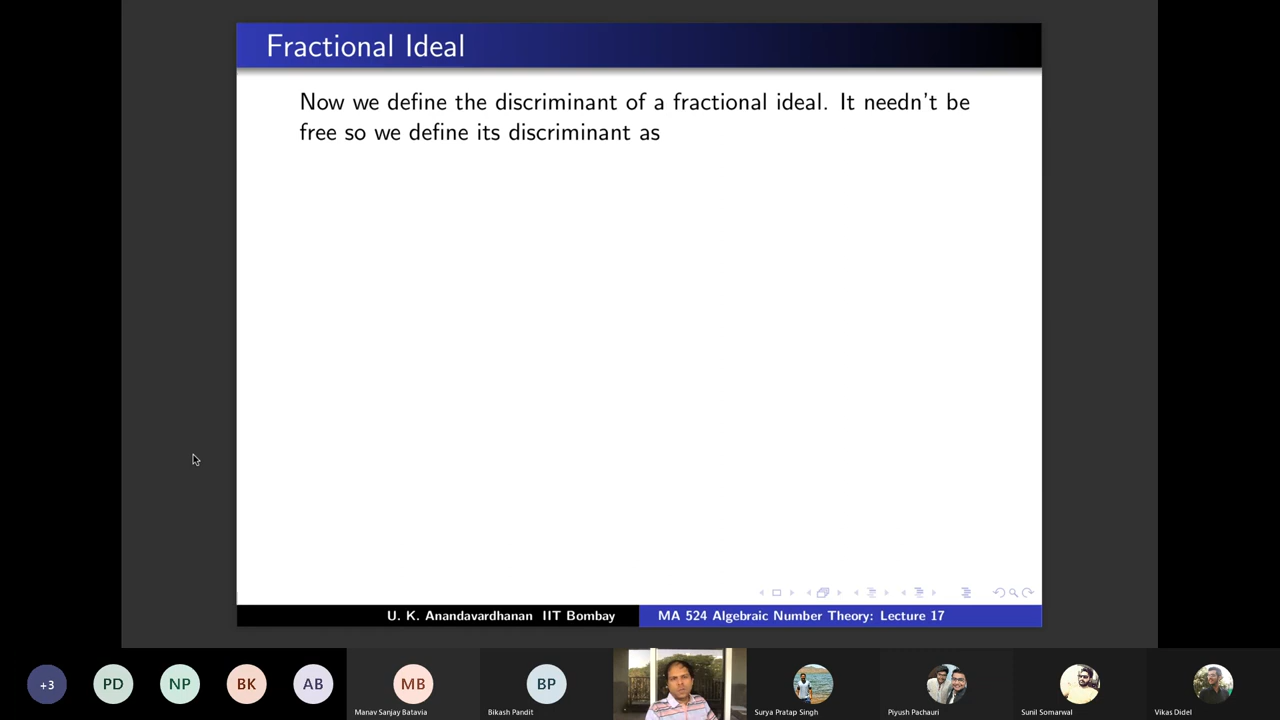 Fractional Ideal
Now we define the discriminant of a fractional ideal. It needn't be
free so we define its discriminant as
U. K. Anandavardhanan IIT Bombay
MA 524 Algebraic Number Theory: Lecture 17
+3
PD
NP
BK
AB
MB
BP
Manav Sanjay Batavia
Bikash Pandit
Surya Pratap Singh
Piyush Pachauri
Sunil Somarwal
Vikas Didel